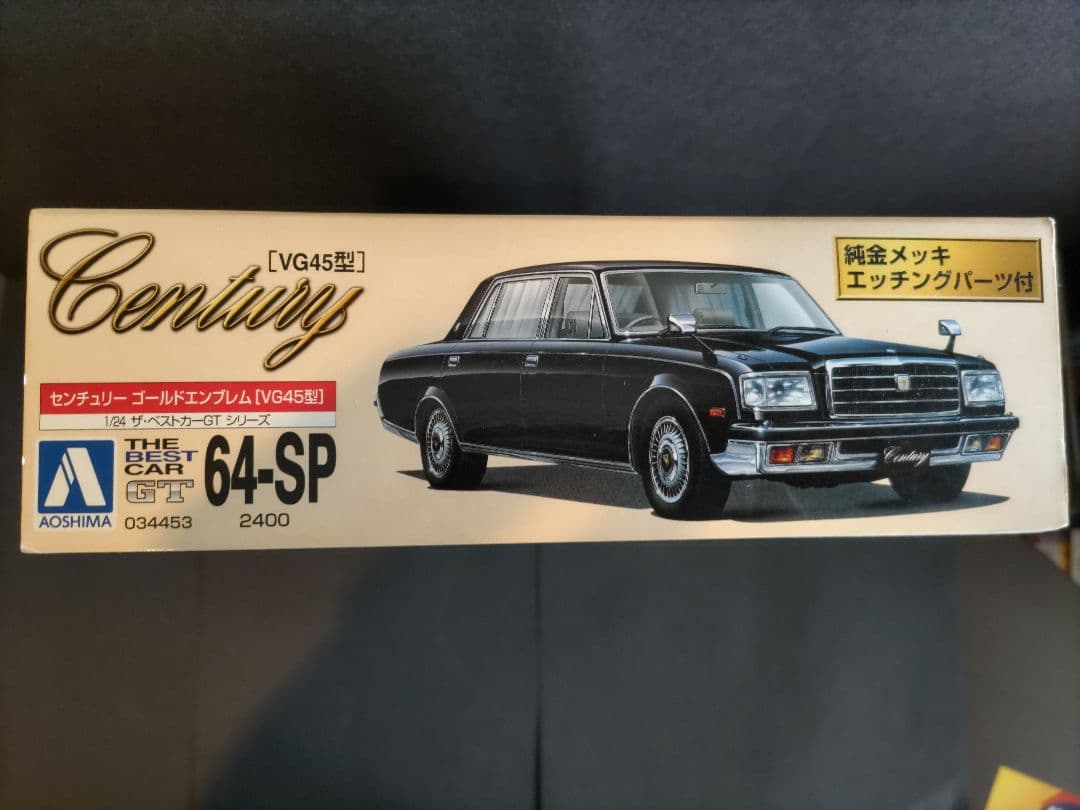 Century
[VG45型]
純金メッキ
エッチングパーツ付
センチュリー ゴールドエンブレム[VG45型]
1/24 ザ・ベストカーGT シリーズ
THE
BEST
CAR
GT
64-SP
AOSHIMA
034453
2400
Century